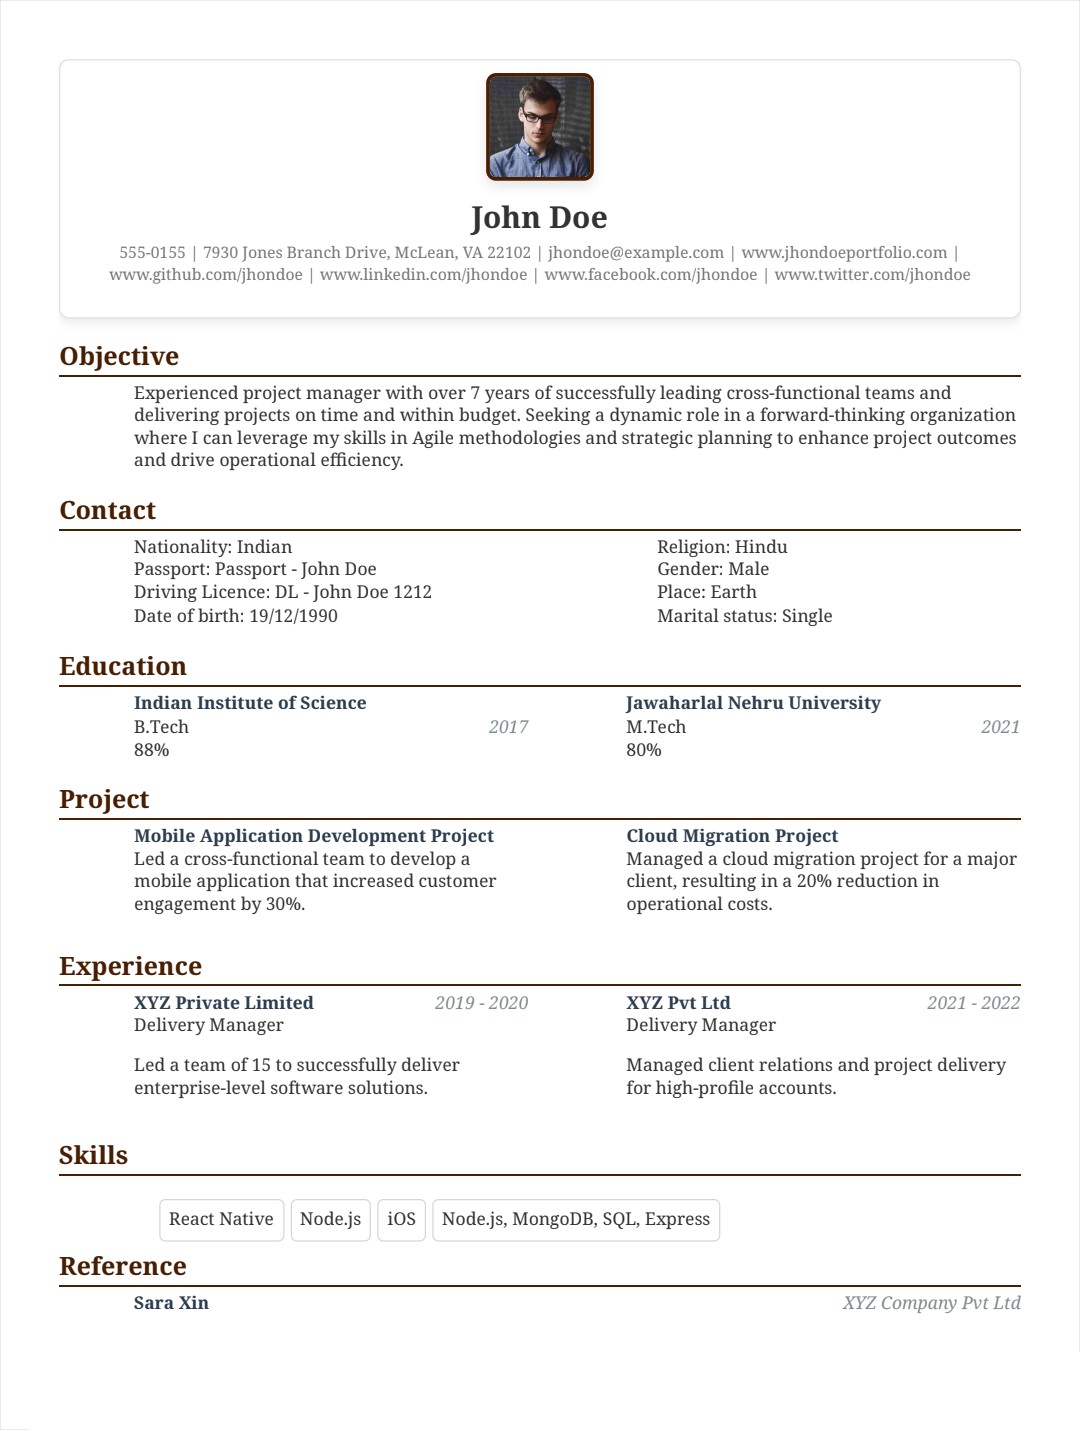 John Doe
555-0155 | 7930 Jones Branch Drive, McLean, VA 22102 | jhondoe@example.com | www.jhondoeportfolio.com |
www.github.com/jhondoe | www.linkedin.com/jhondoe | www.facebook.com/jhondoe | www.twitter.com/jhondoe
Objective
Experienced project manager with over 7 years of successfully leading cross-functional teams and
delivering projects on time and within budget. Seeking a dynamic role in a forward-thinking organization
where I can leverage my skills in Agile methodologies and strategic planning to enhance project outcomes
and drive operational efficiency.
Contact
Nationality: Indian
Passport: Passport - John Doe
Driving Licence: DL - John Doe 1212
Date of birth: 19/12/1990
Religion: Hindu
Gender: Male
Place: Earth
Marital status: Single
Education
Indian Institute of Science
B.Tech 2017
88%
Jawaharlal Nehru University
M.Tech 2021
80%
Project
Mobile Application Development Project
Led a cross-functional team to develop a
mobile application that increased customer
engagement by 30%.
Cloud Migration Project
Managed a cloud migration project for a major
client, resulting in a 20% reduction in
operational costs.
Experience
XYZ Private Limited 2019 - 2020
Delivery Manager
Led a team of 15 to successfully deliver
enterprise-level software solutions.
XYZ Pvt Ltd 2021 - 2022
Delivery Manager
Managed client relations and project delivery
for high-profile accounts.
Skills
React Native Node.js iOS Node.js, MongoDB, SQL, Express
Reference
Sara Xin XYZ Company Pvt Ltd